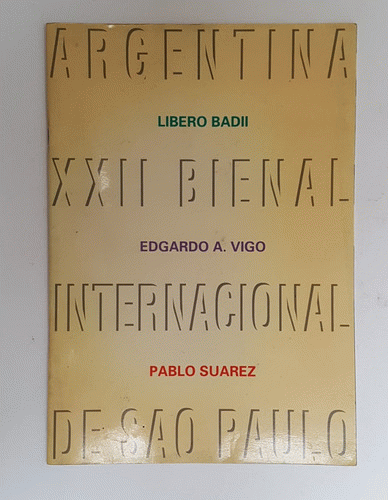 ARGENTINA
LIBERO BADII
XXII BIENAL
EDGARDO A. VIGO
INTERNACIONAL
PABLO SUAREZ
DE SAO PAULO